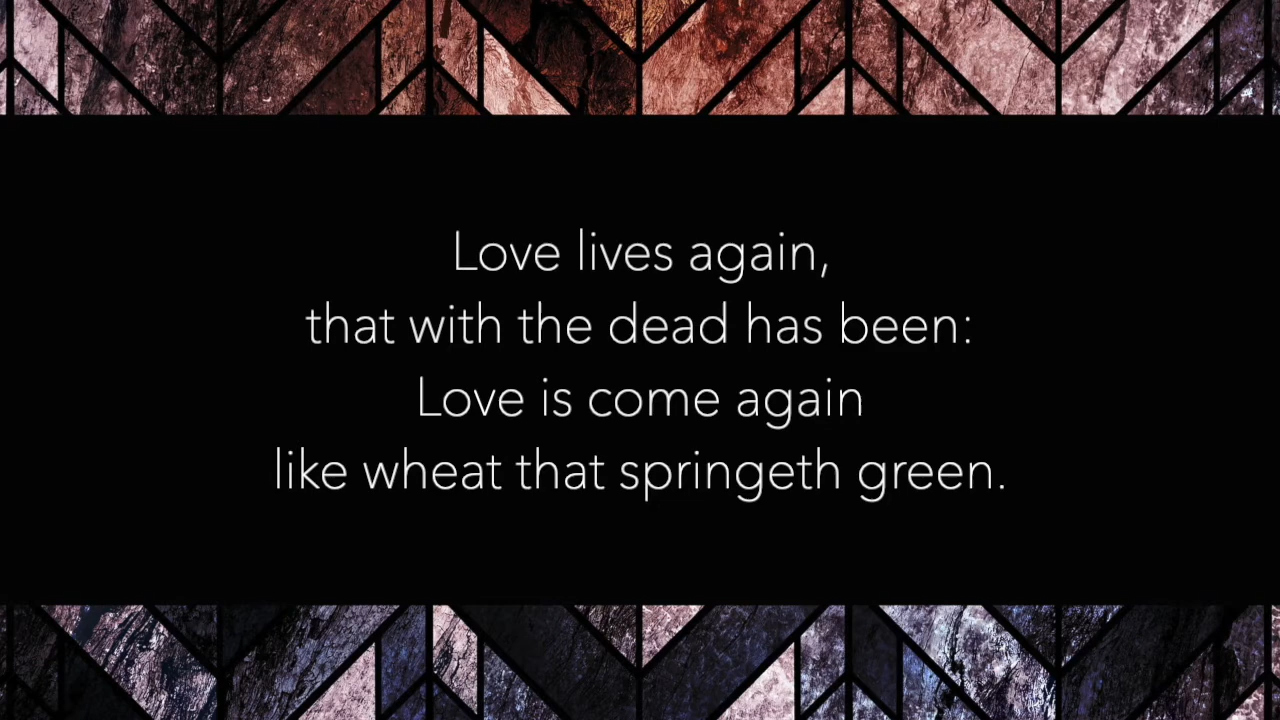 Love lives again,
that with the dead has been:
Love is come again
like wheat that springeth green.